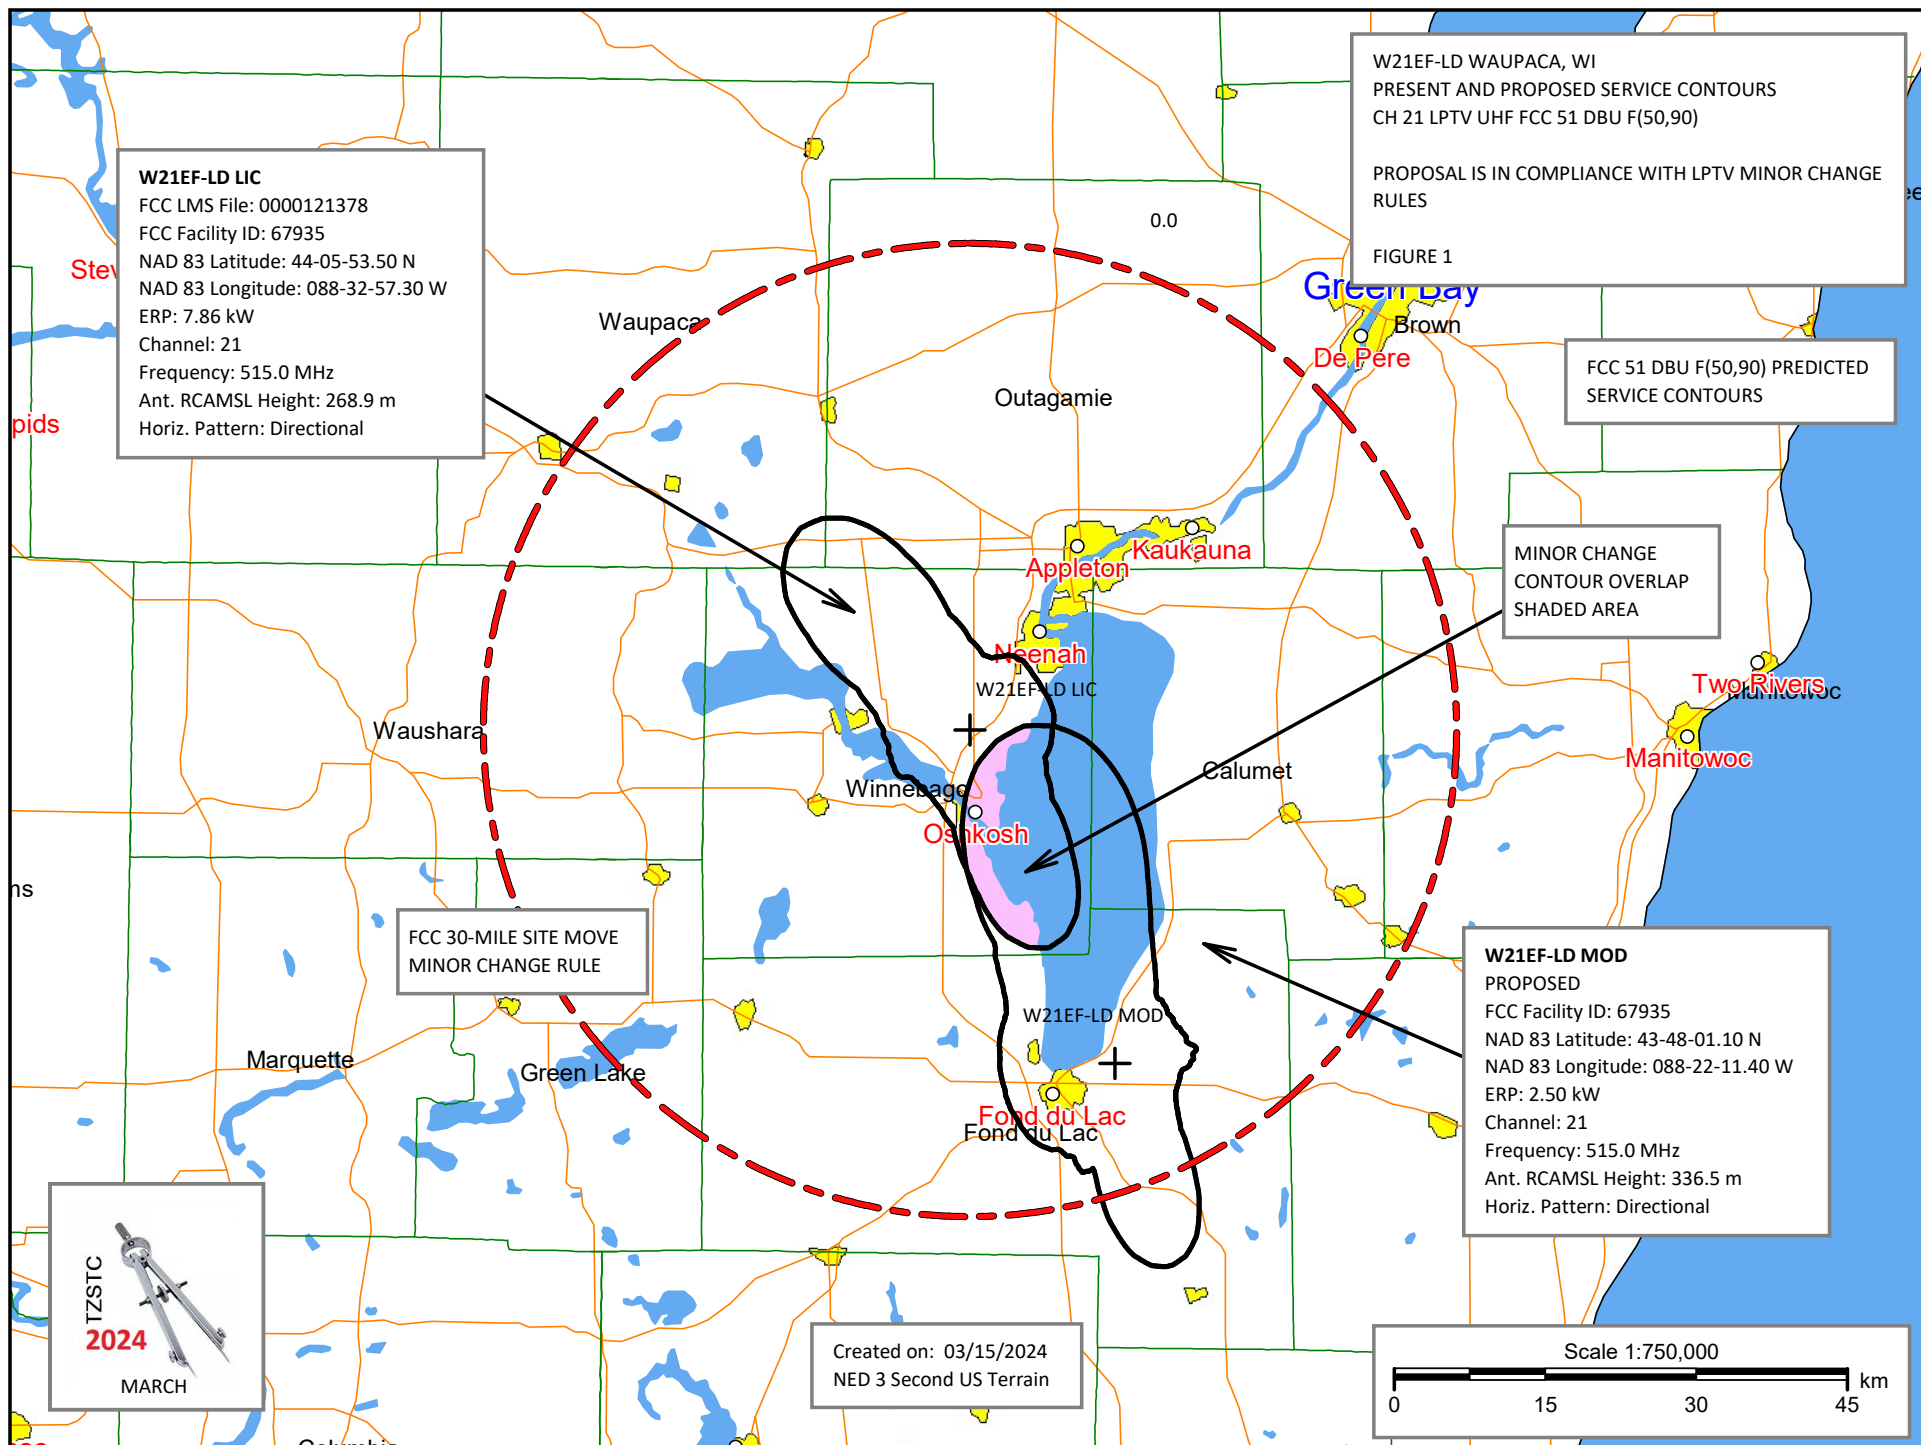 W21EF-LD WAUPACA, WI
PRESENT AND PROPOSED SERVICE CONTOURS
CH 21 LPTV UHF FCC 51 DBU F(50,90)
PROPOSAL IS IN COMPLIANCE WITH LPTV MINOR CHANGE
RULES
FIGURE 1
W21EF-LD LIC
FCC LMS File: 0000121378
FCC Facility ID: 67935
NAD 83 Latitude: 44-05-53.50 N
NAD 83 Longitude: 088-32-57.30 W
ERP: 7.86 kW
Channel: 21
Frequency: 515.0 MHz
Ant. RCAMSL Height: 268.9 m
Horiz. Pattern: Directional
0.0
Green Bay
Brown
De Pere
Waupaca
Outagamie
FCC 51 DBU F(50,90) PREDICTED
SERVICE CONTOURS
pids
Kaukauna
Appleton
MINOR CHANGE
CONTOUR OVERLAP
SHADED AREA
Neenah
W21EF-LD LIC
Two Rivers
Manitowoc
Waushara
Manitowoc
Calumet
Winnebago
Oshkosh
ns
FCC 30-MILE SITE MOVE
MINOR CHANGE RULE
W21EF-LD MOD
PROPOSED
FCC Facility ID: 67935
NAD 83 Latitude: 43-48-01.10 N
NAD 83 Longitude: 088-22-11.40 W
ERP: 2.50 kW
Channel: 21
Frequency: 515.0 MHz
Ant. RCAMSL Height: 336.5 m
Horiz. Pattern: Directional
W21EF-LD MOD
Marquette
Green Lake
Fond du Lac
Fond du Lac
TZSTC
2024
MARCH
Created on: 03/15/2024
NED 3 Second US Terrain
Scale 1:750,000
km
0 15 30 45